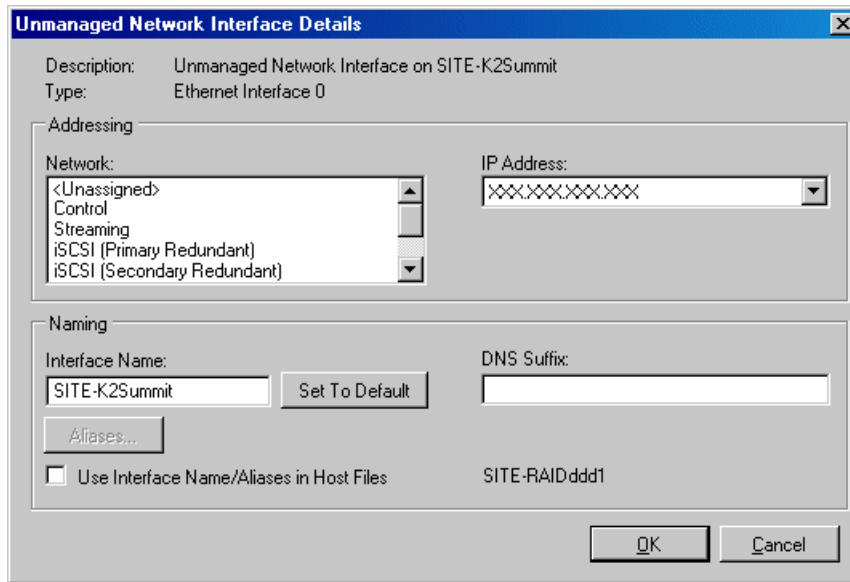 Unmanaged Network Interface Details
Description: Unmanaged Network Interface on SITE-K2Summit
Type: Ethernet Interface 0
Addressing
Network:
<Unassigned>
Control
Streaming
iSCSI (Primary Redundant)
iSCSI (Secondary Redundant)
IP Address:
XXX.XXX.XXX.XXX
Naming
Interface Name:
SITE-K2Summit
Set To Default
DNS Suffix:
Aliases...
Use Interface Name/Aliases in Host Files
SITE-RAIDddd1
OK
Cancel